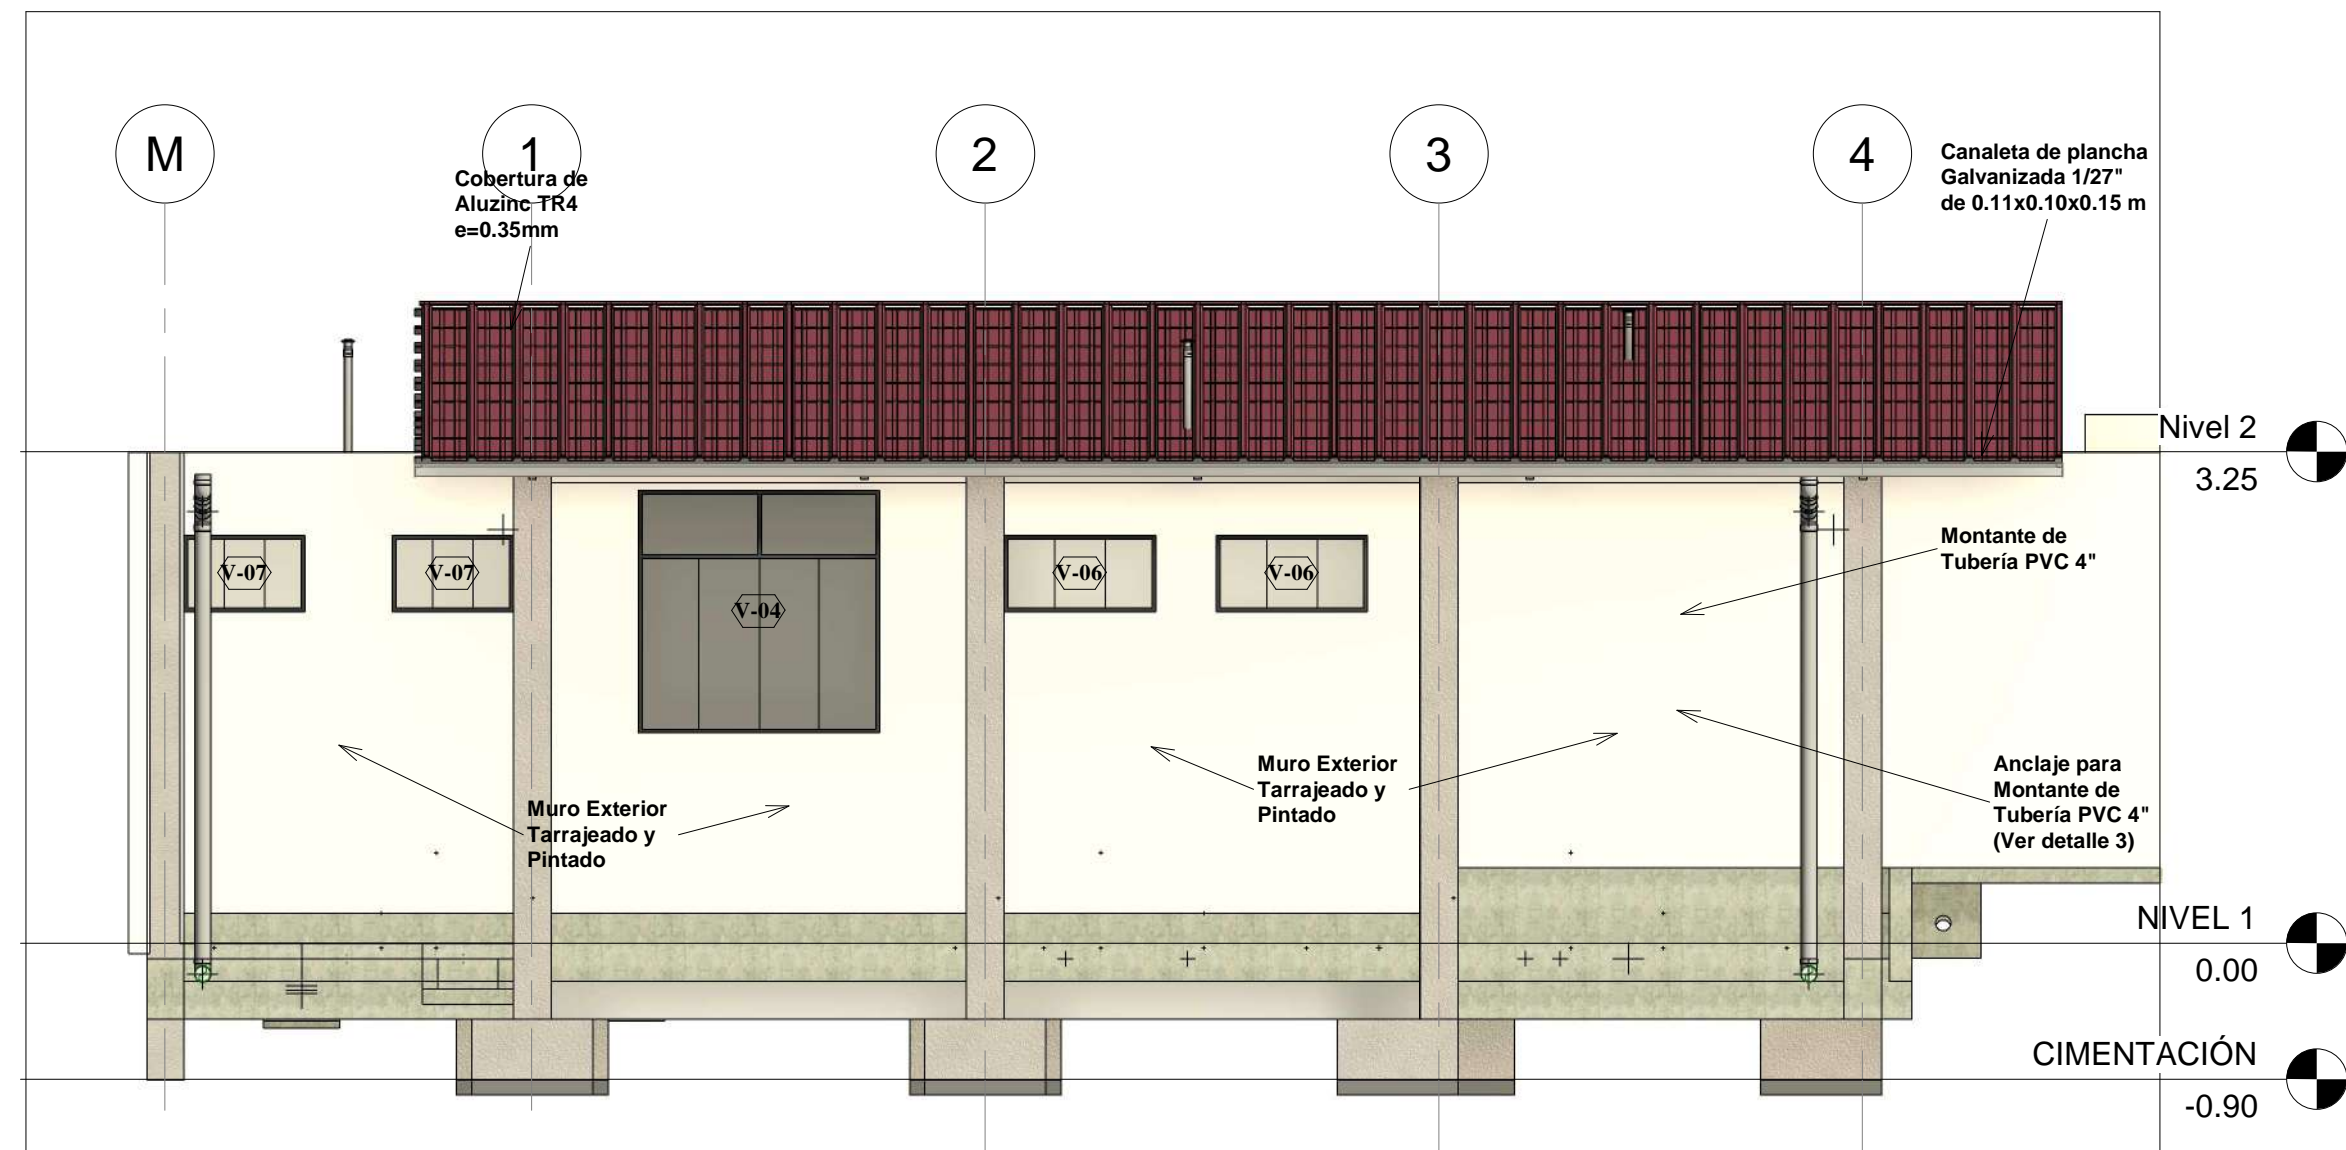 M
1
2
3
4
Cobertura de
Aluzinc TR4
e=0.35mm
Canaleta de plancha
Galvanizada 1/27"
de 0.11x0.10x0.15 m
Nivel 2
3.25
Montante de
Tubería PVC 4"
V-07
V-07
V-04
V-06
V-06
Muro Exterior
Tarrajeado y
Pintado
Muro Exterior
Tarrajeado y
Pintado
Anclaje para
Montante de
Tubería PVC 4"
(Ver detalle 3)
NIVEL 1
0.00
CIMENTACIÓN
-0.90